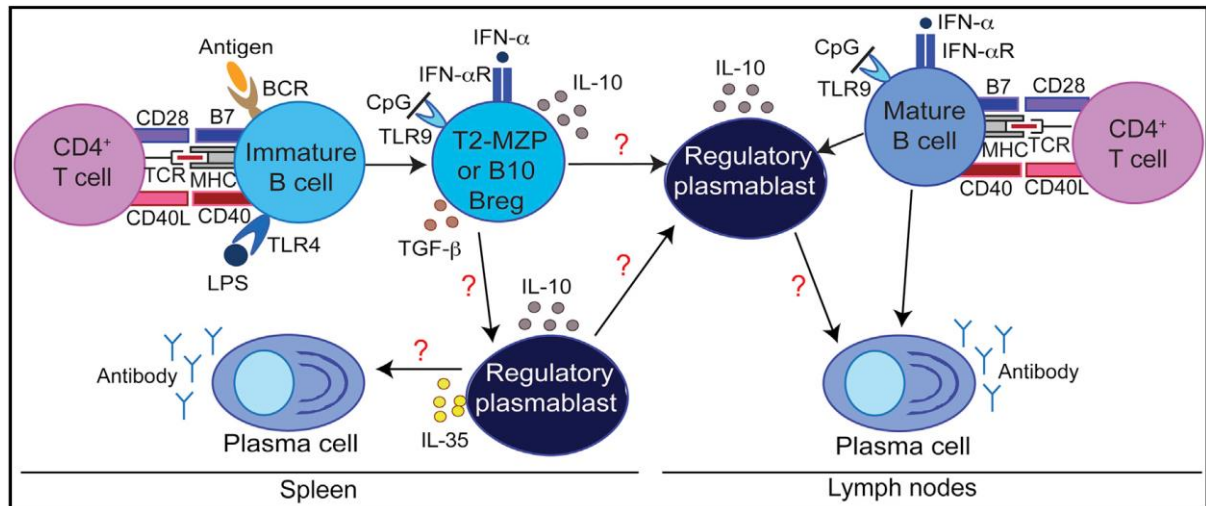 Antigen
BCR
CD28
B7
CD4+
T cell
TCR
MHC
Immature
B cell
CD40L
CD40
TLR4
LPS
IFN-α
IFN-αR
CpG
TLR9
IL-10
T2-MZP
or B10
Breg
TGF-β
?
?
?
?
?
IL-10
Regulatory
plasmablast
IL-35
Antibody
Plasma cell
Spleen
IL-10
Regulatory
plasmablast
IFN-α
IFN-αR
CpG
TLR9
Mature
B cell
B7
CD28
MHC
TCR
CD40
CD40L
CD4+
T cell
Antibody
Plasma cell
Lymph nodes